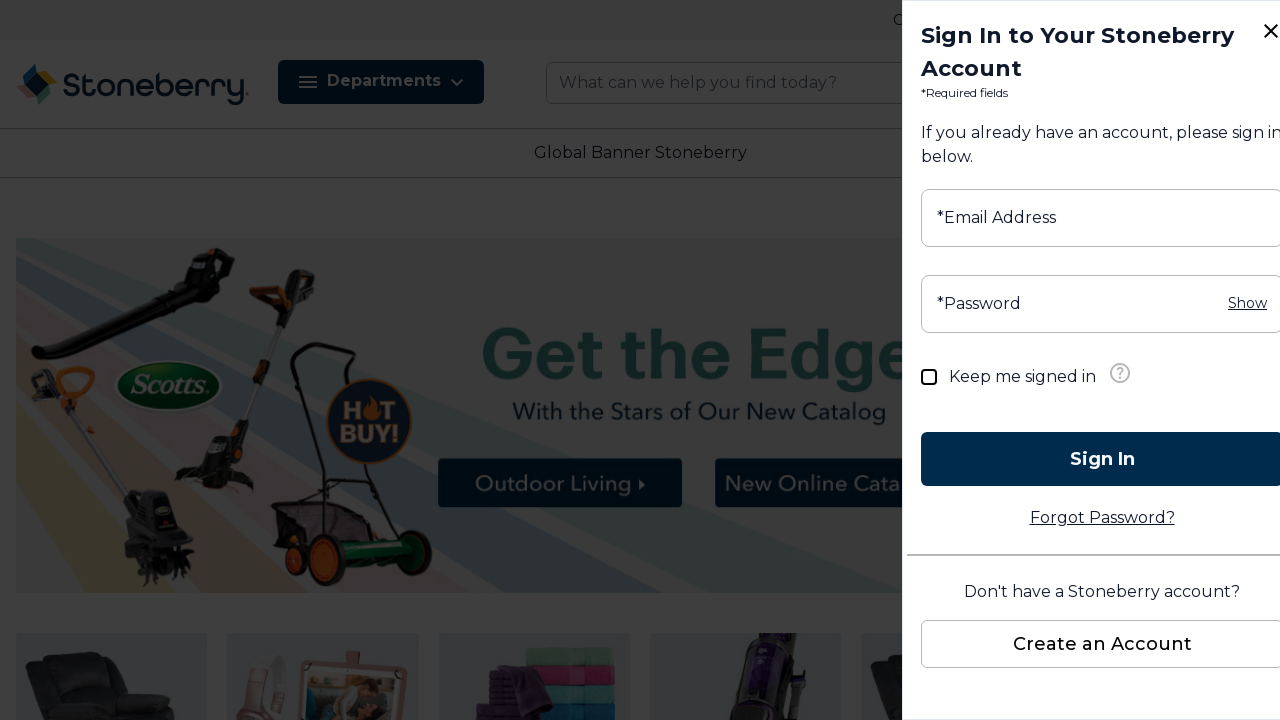 Stoneberry
Departments
What can we help you find today?
Global Banner Stoneberry
Scotts
HOT
BUY!
Get the Edge
With the Stars of Our New Catalog
Outdoor Living
New Online Cata
Sign In to Your Stoneberry
Account
*Required fields
If you already have an account, please sign in
below.
*Email Address
*Password
Show
Keep me signed in
Sign In
Forgot Password?
Don't have a Stoneberry account?
Create an Account